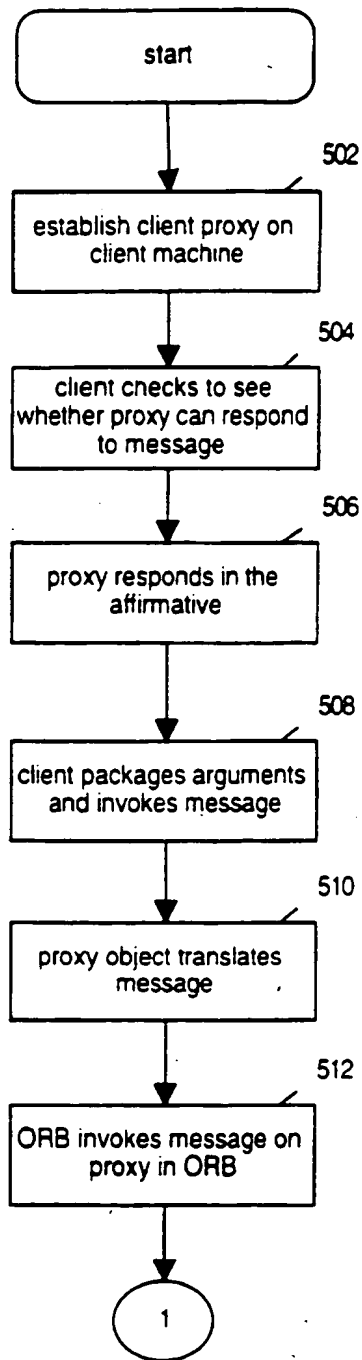 start
502
establish client proxy on
client machine
504
client checks to see
whether proxy can respond
to message
506
proxy responds in the
affirmative
508
client packages arguments
and invokes message
510
proxy object translates
message
512
ORB invokes message on
proxy in ORB
1